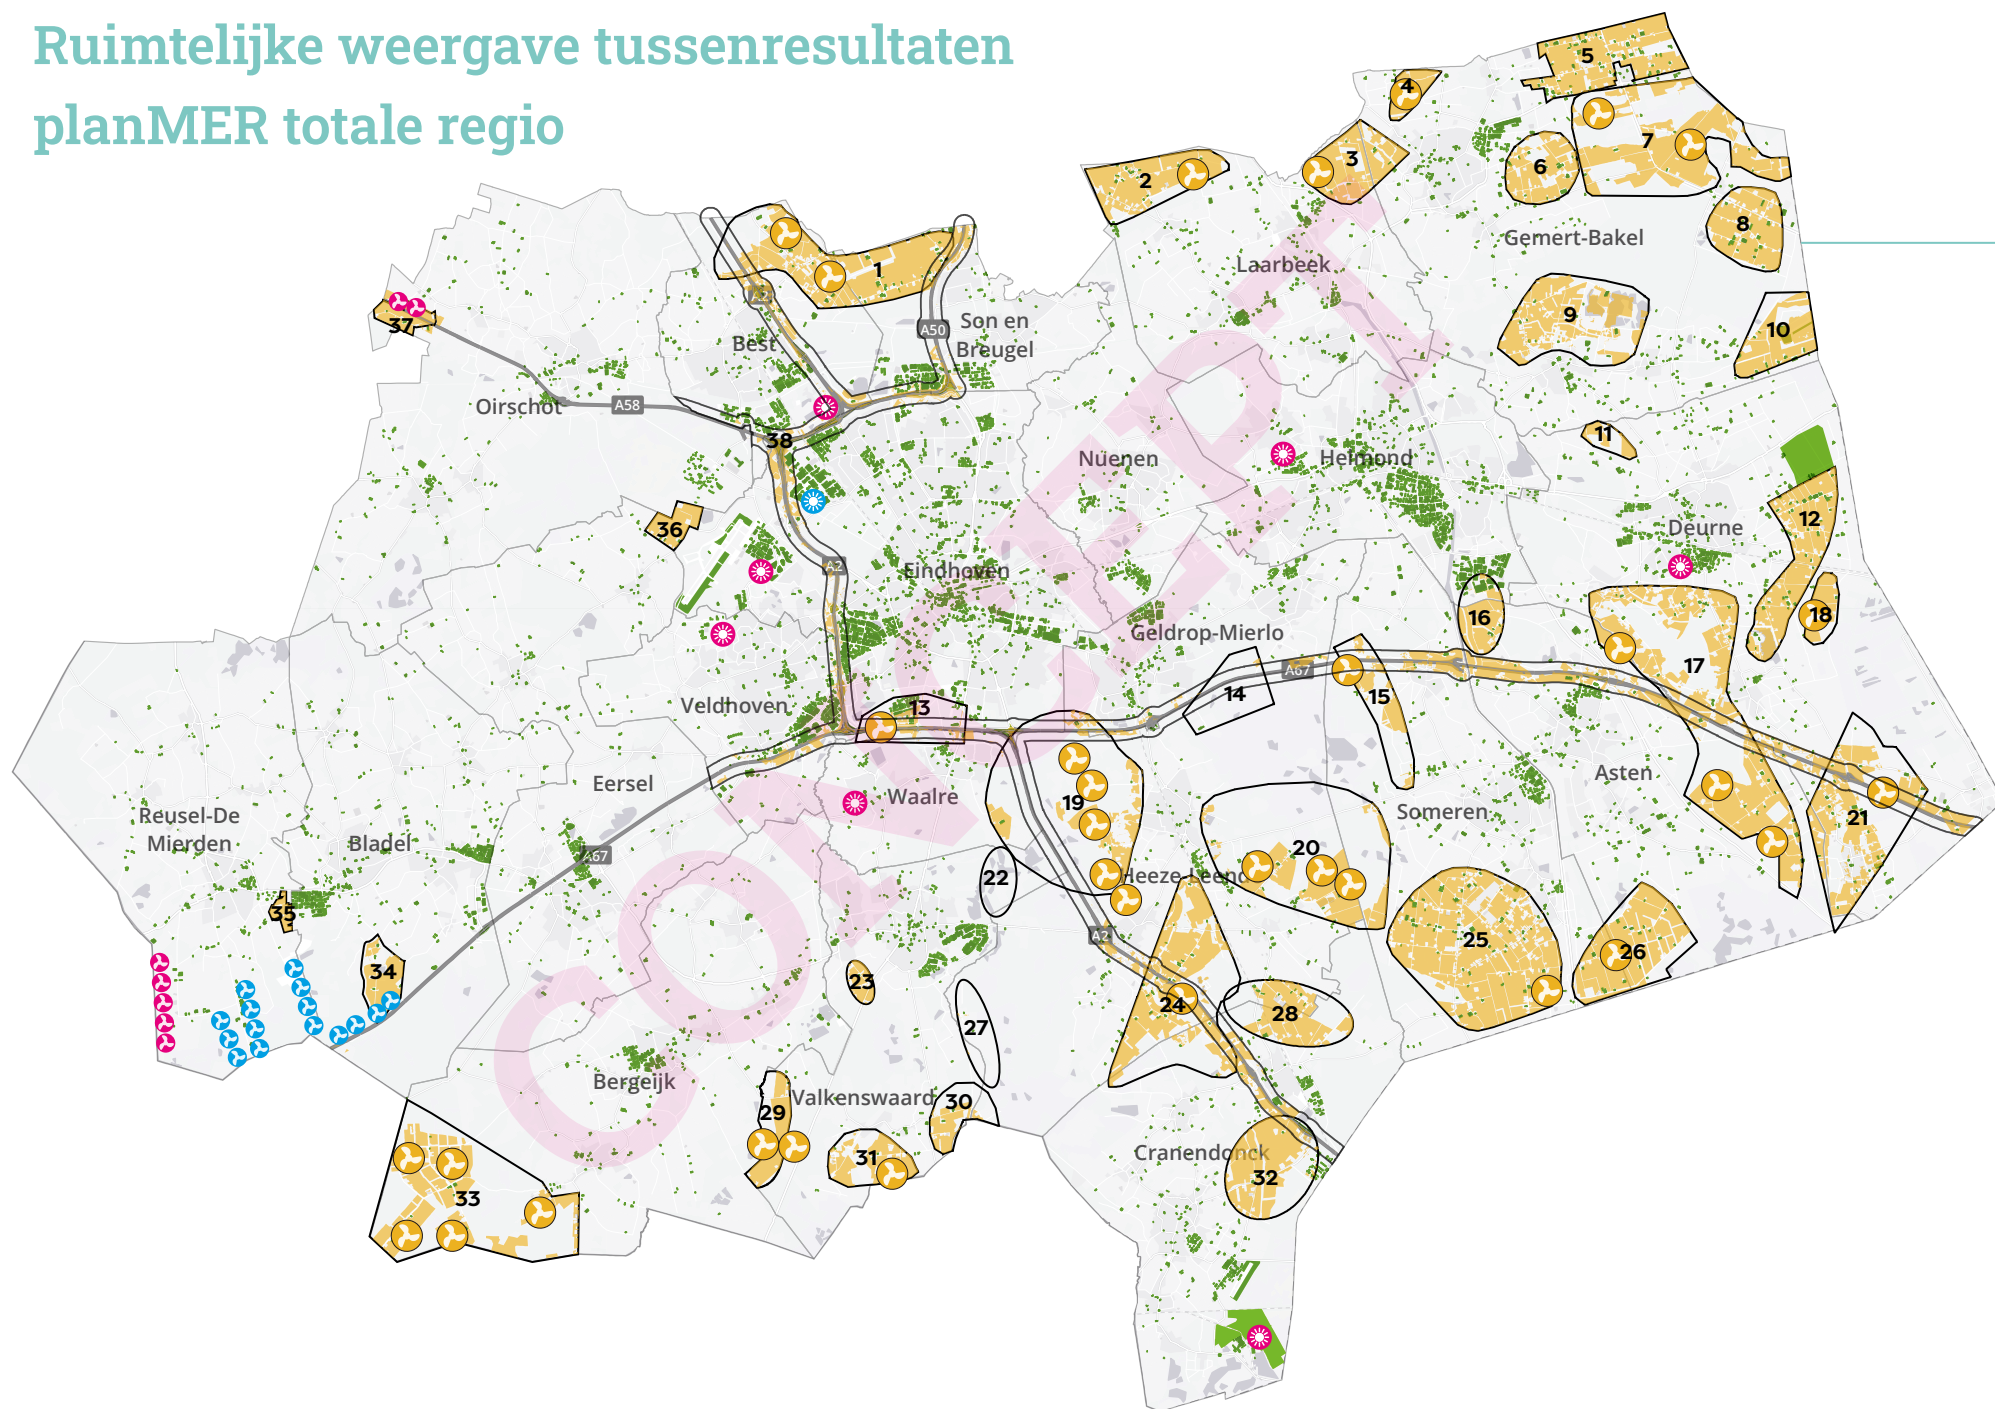 Ruimtelijke weergave tussenresultaten
planMER totale regio
5
4
7
3
6
2
8
Gemert-Bakel
Laarbeek
1
A2
9
37
A50
Son en
Breugel
10
Best
Oirschot
A58
38
11
Nuenen
Helmond
12
Deurne
36
A2
Eindhoven
16
18
Geldrop-Mierlo
17
A67
14
15
Veldhoven
13
Asten
Eersel
Waalre
19
Someren
21
Reusel-De
Mierden
Bladel
A67
20
22
Heeze-Leend
35
A2
25
26
34
23
24
28
27
Bergeijk
Valkenswaard
30
29
Cranendonck
31
32
33
CONCEPT